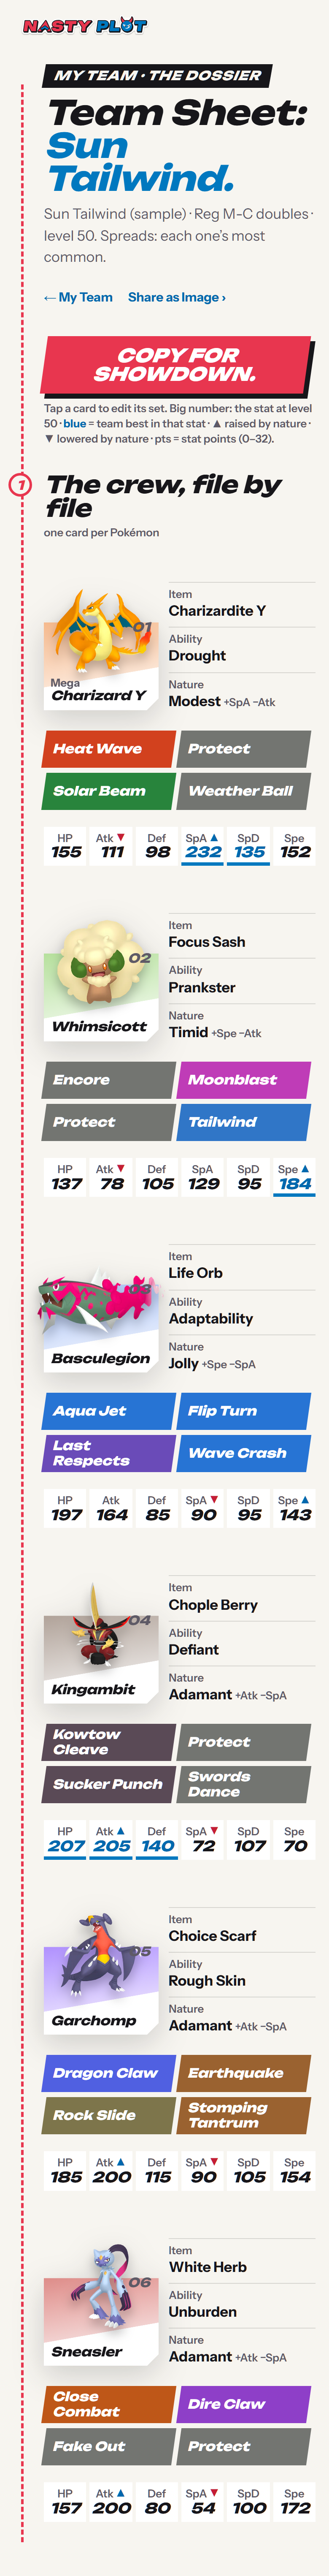 NASTY PLOT
MY TEAM · THE DOSSIER
Team Sheet:
Sun
Tailwind.
Sun Tailwind (sample) · Reg M-C doubles ·
level 50. Spreads: each one's most
common.
← My Team Share as Image ›
COPY FOR
SHOWDOWN.
Tap a card to edit its set. Big number: the stat at level
50 · blue = team best in that stat · ▲ raised by nature ·
▼ lowered by nature · pts = stat points (0–32).
1
The crew, file by
file
one card per Pokémon
01
Mega
Charizard Y
Item
Charizardite Y
Ability
Drought
Nature
Modest +SpA −Atk
Heat Wave Protect
Solar Beam Weather Ball
HP Atk ▼ Def SpA ▲ SpD Spe
155 111 98 232 135 152
02
Whimsicott
Item
Focus Sash
Ability
Prankster
Nature
Timid +Spe −Atk
Encore Moonblast
Protect Tailwind
HP Atk ▼ Def SpA SpD Spe ▲
137 78 105 129 95 184
03
Basculegion
Item
Life Orb
Ability
Adaptability
Nature
Jolly +Spe −SpA
Aqua Jet Flip Turn
Last
Respects Wave Crash
HP Atk Def SpA ▼ SpD Spe ▲
197 164 85 90 95 143
04
Kingambit
Item
Chople Berry
Ability
Defiant
Nature
Adamant +Atk −SpA
Kowtow
Cleave Protect
Sucker Punch Swords
Dance
HP Atk ▲ Def SpA ▼ SpD Spe
207 205 140 72 107 70
05
Garchomp
Item
Choice Scarf
Ability
Rough Skin
Nature
Adamant +Atk −SpA
Dragon Claw Earthquake
Rock Slide Stomping
Tantrum
HP Atk ▲ Def SpA ▼ SpD Spe
185 200 115 90 105 154
06
Sneasler
Item
White Herb
Ability
Unburden
Nature
Adamant +Atk −SpA
Close
Combat Dire Claw
Fake Out Protect
HP Atk ▲ Def SpA ▼ SpD Spe
157 200 80 54 100 172